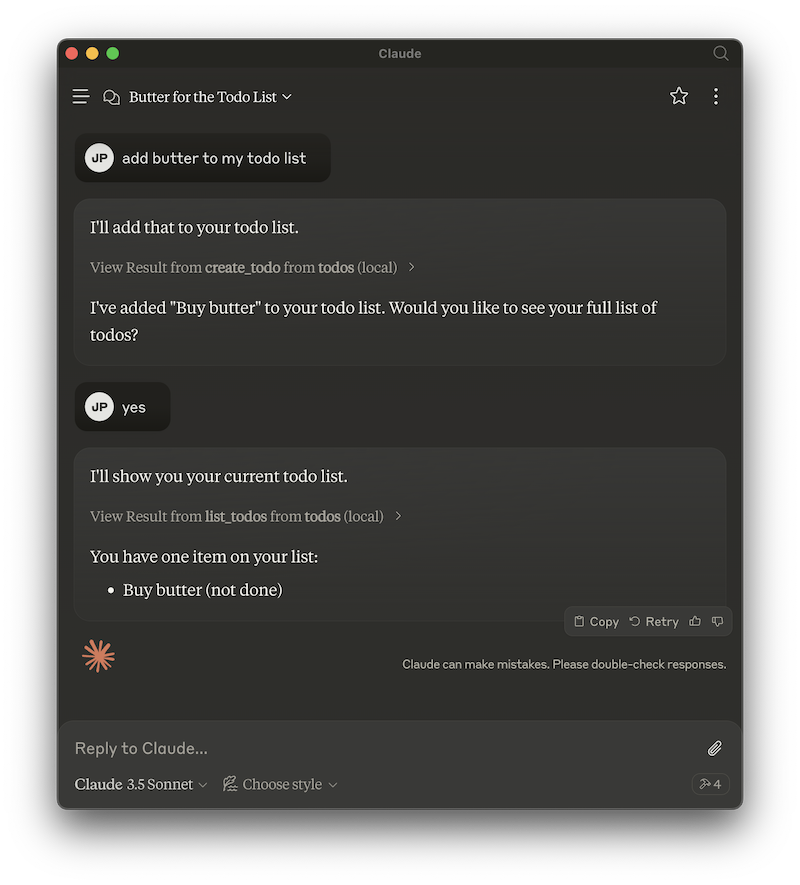 Claude
Butter for the Todo List
JP add butter to my todo list
I'll add that to your todo list.
View Result from create_todo from todos (local)
I've added "Buy butter" to your todo list. Would you like to see your full list of
todos?
JP yes
I'll show you your current todo list.
View Result from list_todos from todos (local)
You have one item on your list:
• Buy butter (not done)
Copy Retry
Claude can make mistakes. Please double-check responses.
Reply to Claude...
Claude 3.5 Sonnet Choose style 4